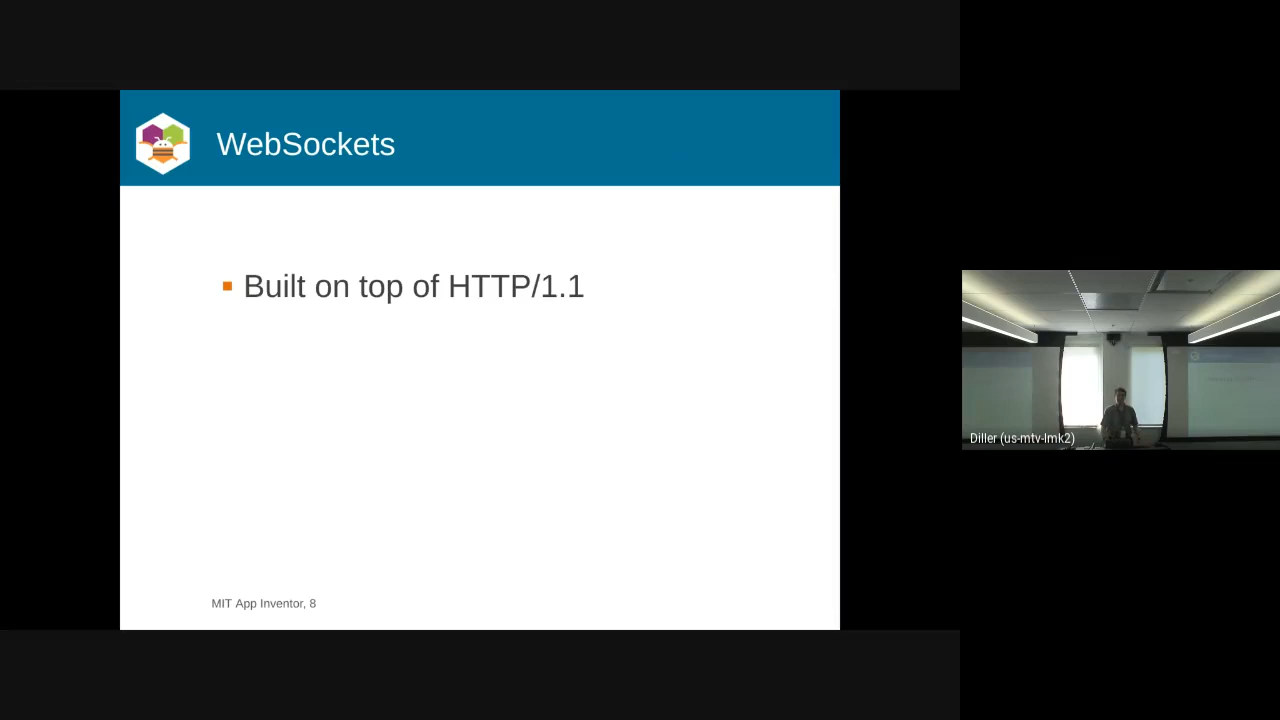 WebSockets
Built on top of HTTP/1.1
MIT App Inventor, 8
Diller (us-mtv-lmk2)